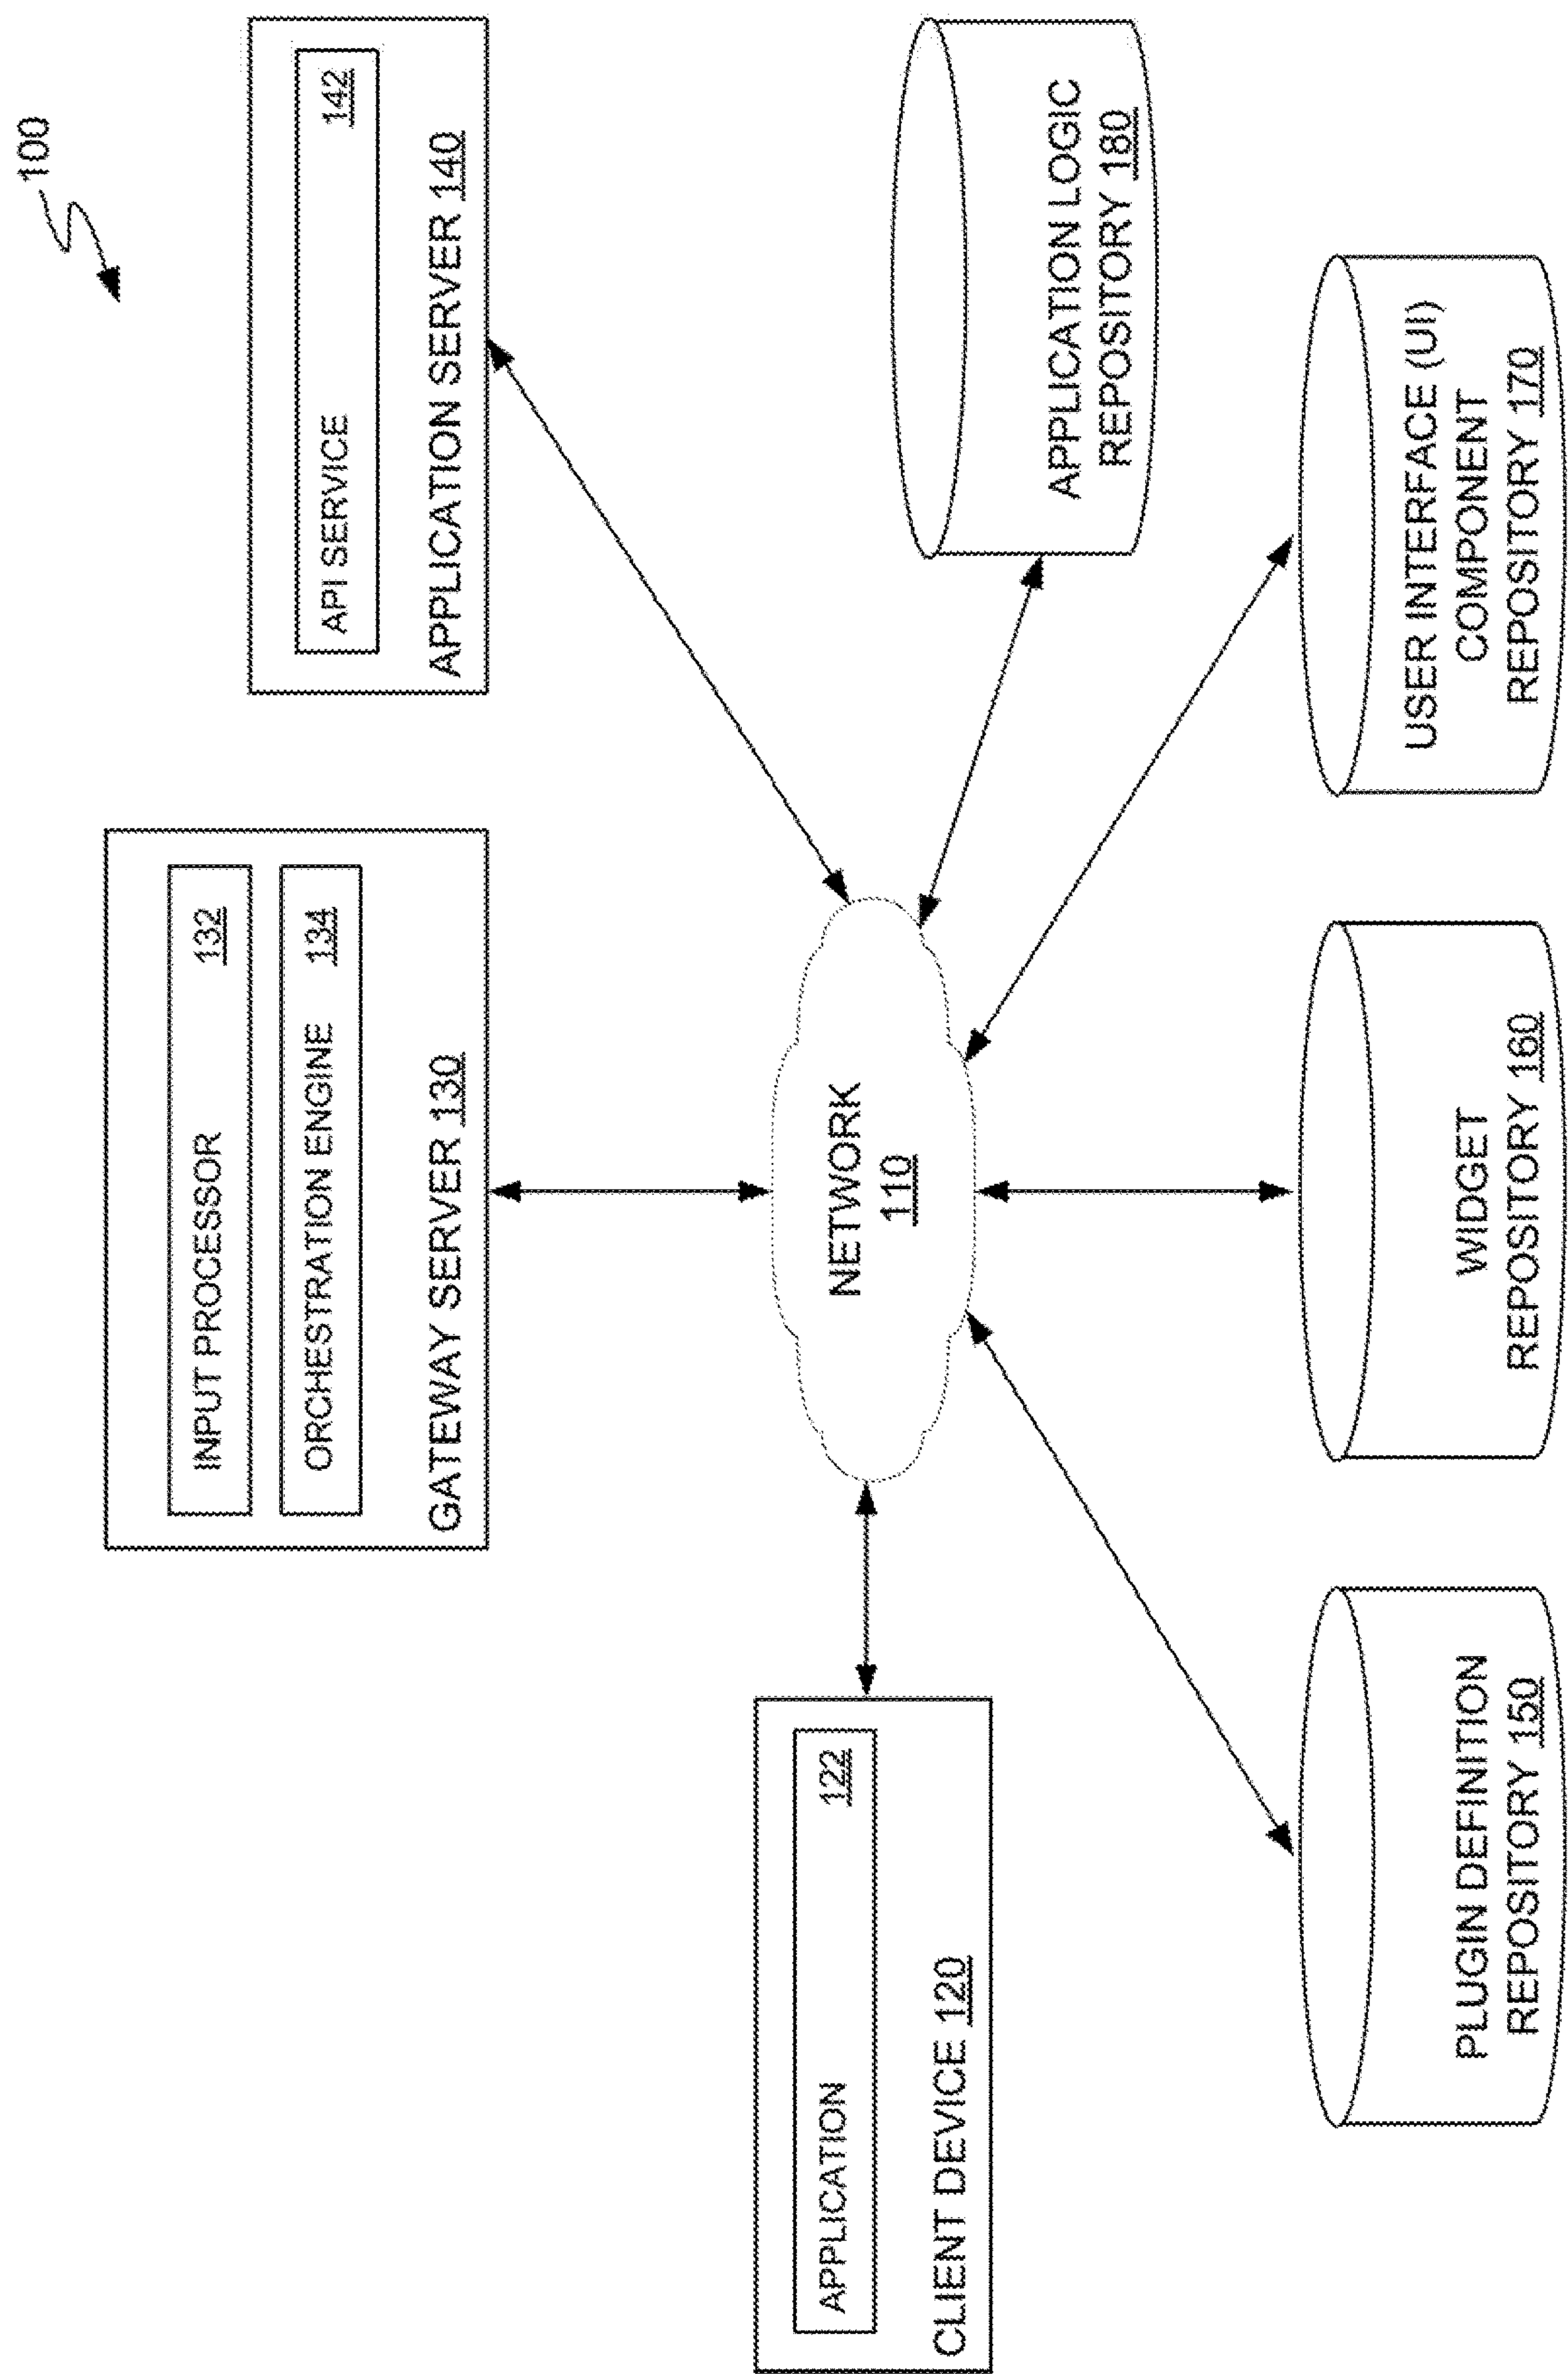 100
INPUT PROCESSOR 132
ORCHESTRATION ENGINE 134
GATEWAY SERVER 130
API SERVICE 142
APPLICATION SERVER 140
APPLICATION 122
CLIENT DEVICE 120
NETWORK
110
APPLICATION LOGIC
REPOSITORY 180
PLUGIN DEFINITION
REPOSITORY 150
WIDGET
REPOSITORY 160
USER INTERFACE (UI)
COMPONENT
REPOSITORY 170